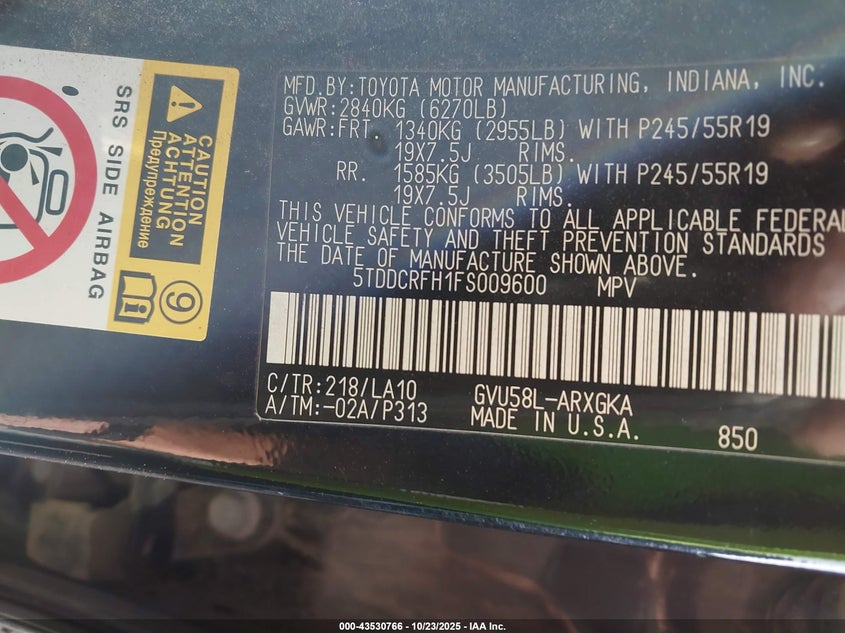 SRS SIDE AIRBAG
CAUTION
ATTENTION
ACHTUNG
Предупреждение
9
MFD.BY:TOYOTA MOTOR MANUFACTURING, INDIANA, INC.
GVWR:2840KG (6270LB)
GAWR:FRT. 1340KG (2955LB) WITH P245/55R19
19X7.5J RIMS.
RR. 1585KG (3505LB) WITH P245/55R19
19X7.5J RIMS.
THIS VEHICLE CONFORMS TO ALL APPLICABLE FEDERAL
VEHICLE SAFETY AND THEFT PREVENTION STANDARDS
THE DATE OF MANUFACTURE SHOWN ABOVE.
5TDDCRFH1FS009600 MPV
C/TR:218/LA10 GVU58L-ARXGKA
A/TM:-02A/P313 MADE IN U.S.A. 850
000-43530766 - 10/23/2025 - IAA Inc.